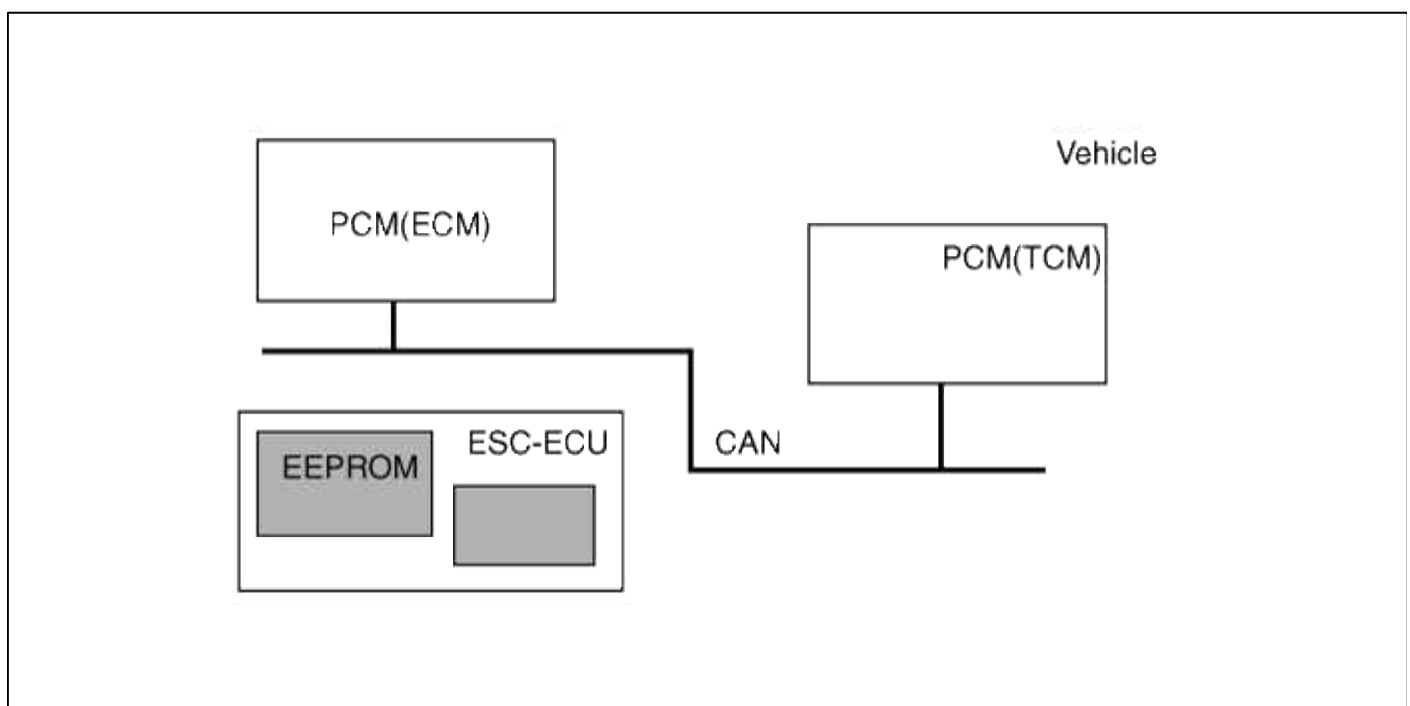 Vehicle
PCM(ECM)
PCM(TCM)
ESC-ECU
EEPROM
CAN